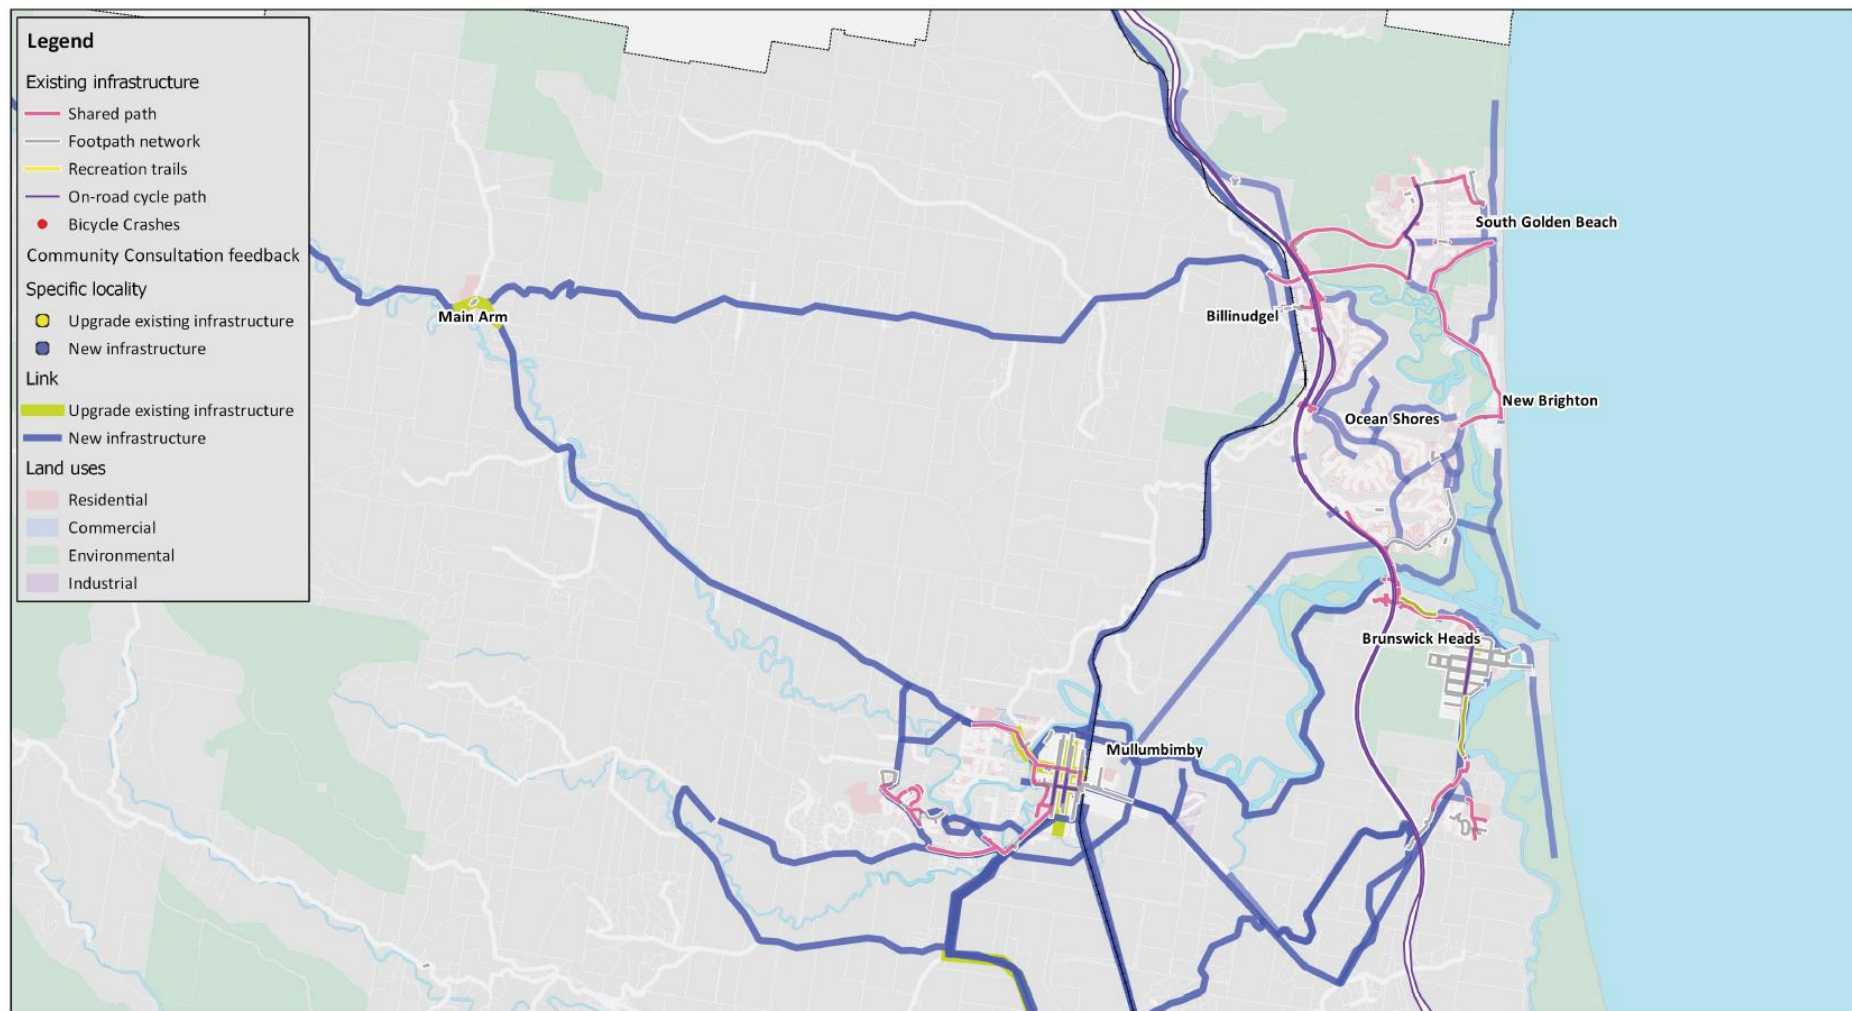 Legend
Existing infrastructure
Shared path
Footpath network
Recreation trails
On-road cycle path
Bicycle Crashes
Community Consultation feedback
Specific locality
Upgrade existing infrastructure
New infrastructure
Link
Upgrade existing infrastructure
New infrastructure
Land uses
Residential
Commercial
Environmental
Industrial
South Golden Beach
Main Arm
Billinudgel
New Brighton
Ocean Shores
Brunswick Heads
Mullumbimby